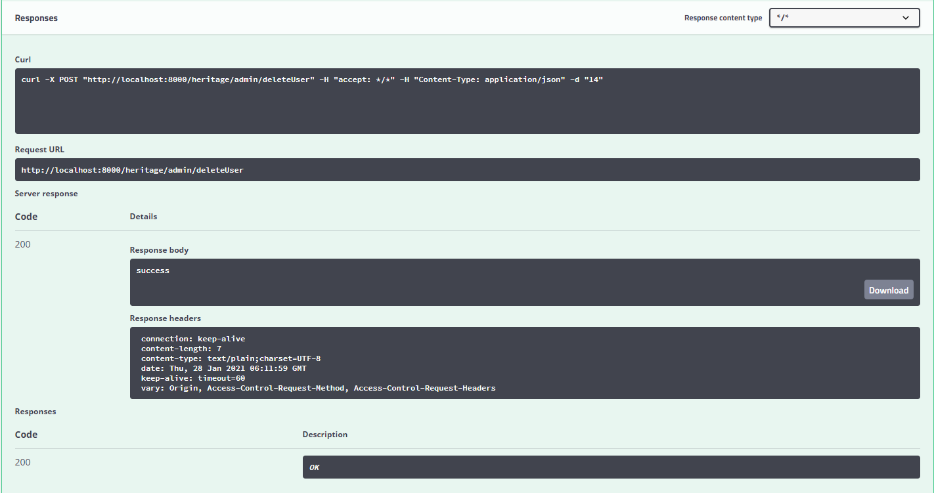 Responses
Response content type
*/*
Curl
curl -X POST "http://localhost:8000/heritage/admin/deleteUser" -H "accept: */*" -H "Content-Type: application/json" -d "14"
Request URL
http://localhost:8000/heritage/admin/deleteUser
Server response
Code Details
200
Response body
success
Download
Response headers
connection: keep-alive
content-length: 7
content-type: text/plain;charset=UTF-8
date: Thu, 28 Jan 2021 06:11:59 GMT
keep-alive: timeout=60
vary: Origin, Access-Control-Request-Method, Access-Control-Request-Headers
Responses
Code Description
200
OK